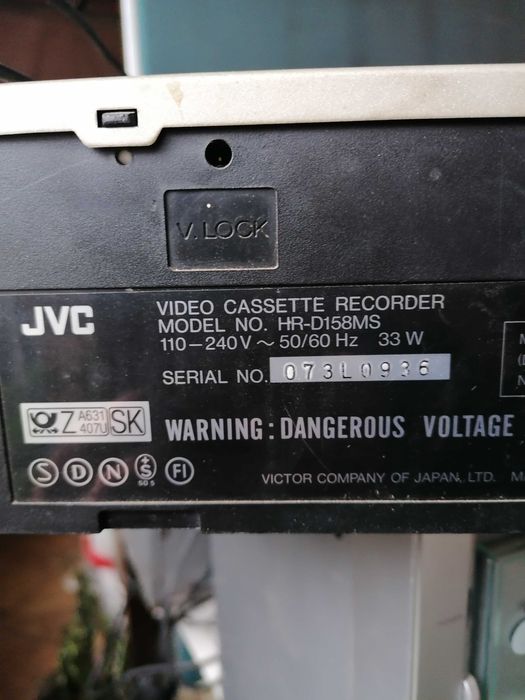 V. LOCK
JVC
VIDEO CASSETTE RECORDER
MODEL NO. HR-D158MS
110-240V ~ 50/60 Hz 33 W
SERIAL NO. 073L0936
Z A631 407U SK
WARNING: DANGEROUS VOLTAGE
S D N S FI
VICTOR COMPANY OF JAPAN, LTD.